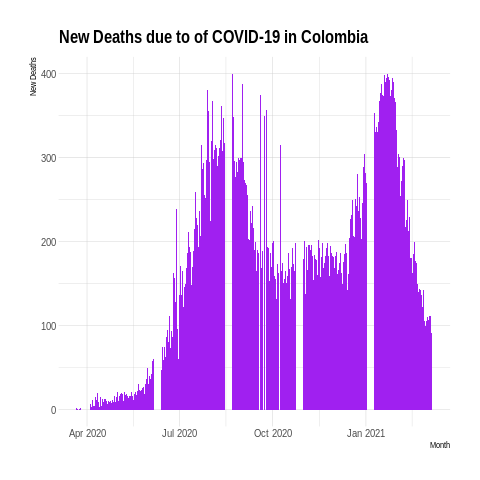 New Deaths due to of COVID-19 in Colombia
New Deaths
400
300
200
100
0
Apr 2020 Jul 2020 Oct 2020 Jan 2021
Month